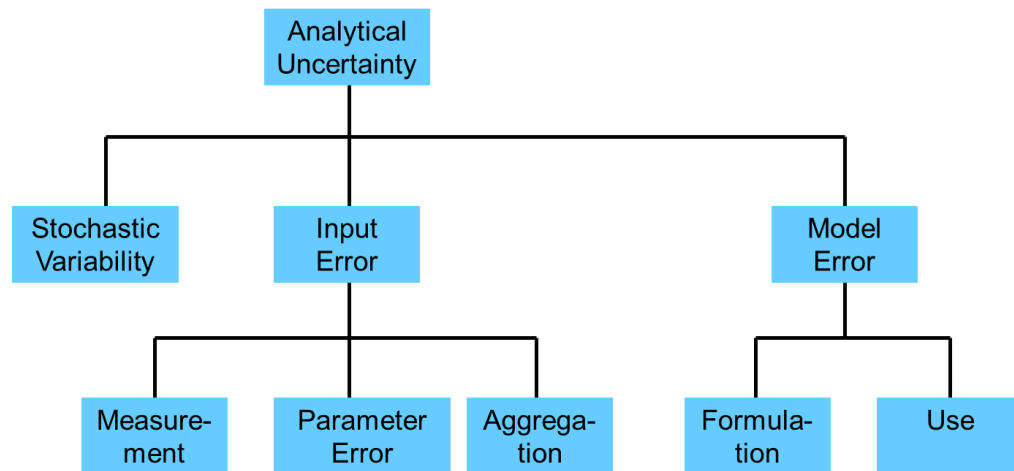 Analytical
Uncertainty
Stochastic
Variability
Input
Error
Model
Error
Measure-
ment
Parameter
Error
Aggrega-
tion
Formula-
tion
Use